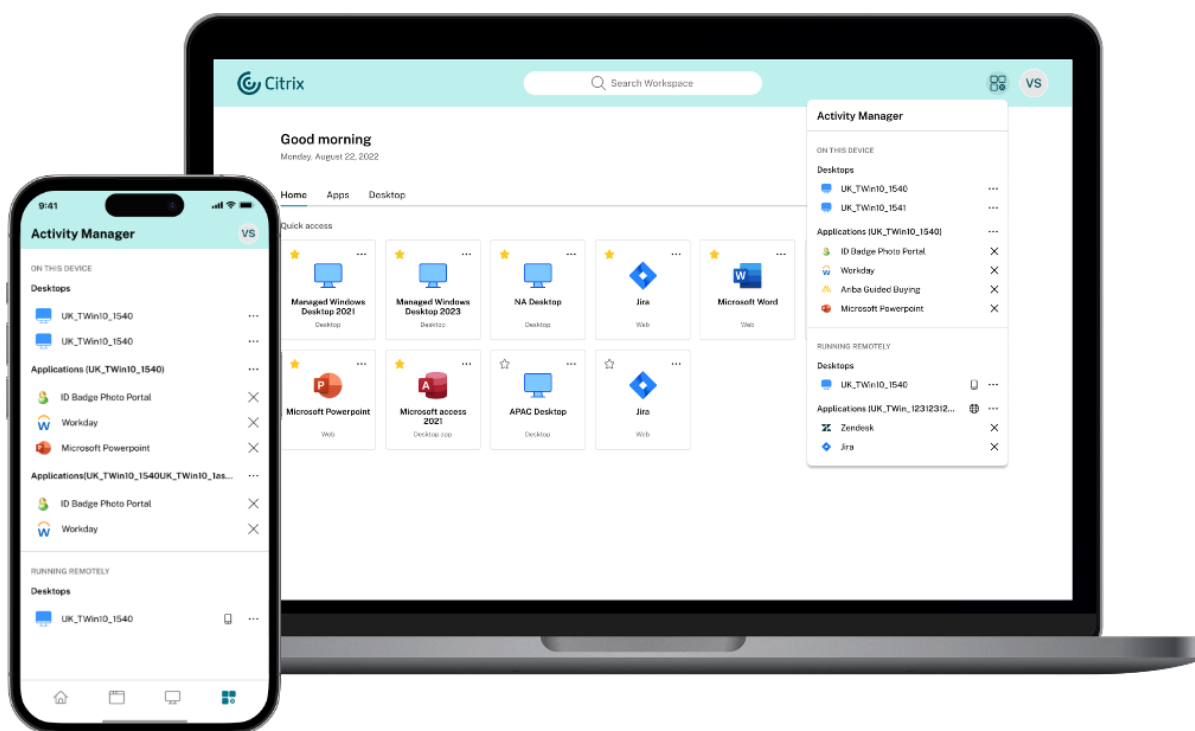 Citrix
Search Workspace
VS
Good morning
Monday, August 22, 2022
Home Apps Desktop
Quick access
Managed Windows
Desktop 2021
Desktop
Managed Windows
Desktop 2023
Desktop
NA Desktop
Desktop
Jira
Web
Microsoft Word
Web
Microsoft Powerpoint
Web
Microsoft access
2021
Desktop app
APAC Desktop
Desktop
Jira
Web
Activity Manager
ON THIS DEVICE
Desktops
UK_TWin10_1540
UK_TWin10_1541
Applications (UK_TWin10_1540)
ID Badge Photo Portal
Workday
Ariba Guided Buying
Microsoft Powerpoint
RUNNING REMOTELY
Desktops
UK_TWin10_1540
Applications (UK_TWin_12312312...
Zendesk
Jira
9:41
Activity Manager
VS
ON THIS DEVICE
Desktops
UK_TWin10_1540
UK_TWin10_1540
Applications (UK_TWin10_1540)
ID Badge Photo Portal
Workday
Microsoft Powerpoint
Applications(UK_TWin10_1540UK_TWin10_1as...
ID Badge Photo Portal
Workday
RUNNING REMOTELY
Desktops
UK_TWin10_1540